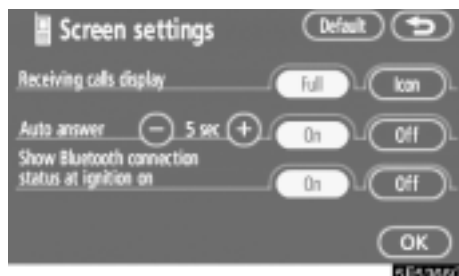 Screen settings Default
Receiving calls display Full Icon
Auto answer − 5 sec + On Off
Show Bluetooth connection
status at ignition on On Off
OK